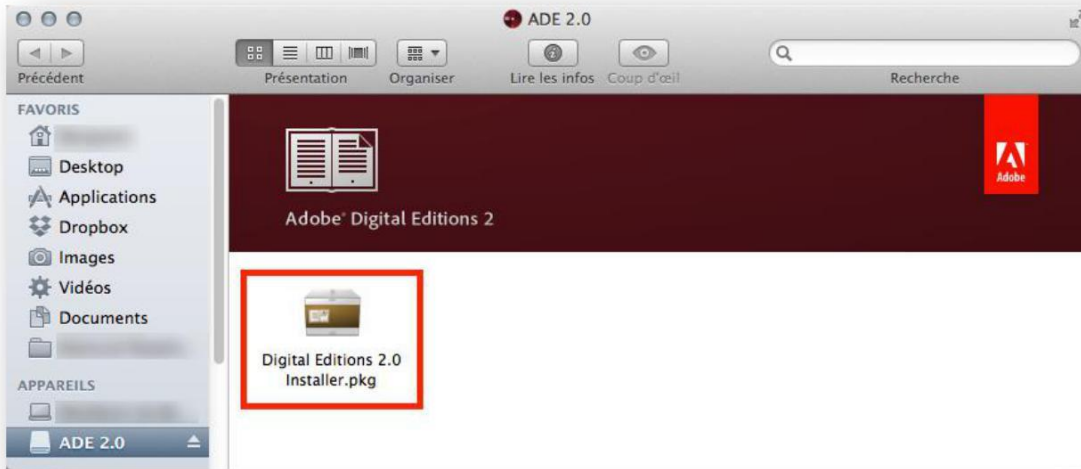 ADE 2.0
Précédent
Présentation
Organiser
Lire les infos
Coup d'œil
Recherche
FAVORIS
Desktop
Applications
Dropbox
Images
Vidéos
Documents
APPAREILS
ADE 2.0
Adobe® Digital Editions 2
Adobe
Digital Editions 2.0
Installer.pkg